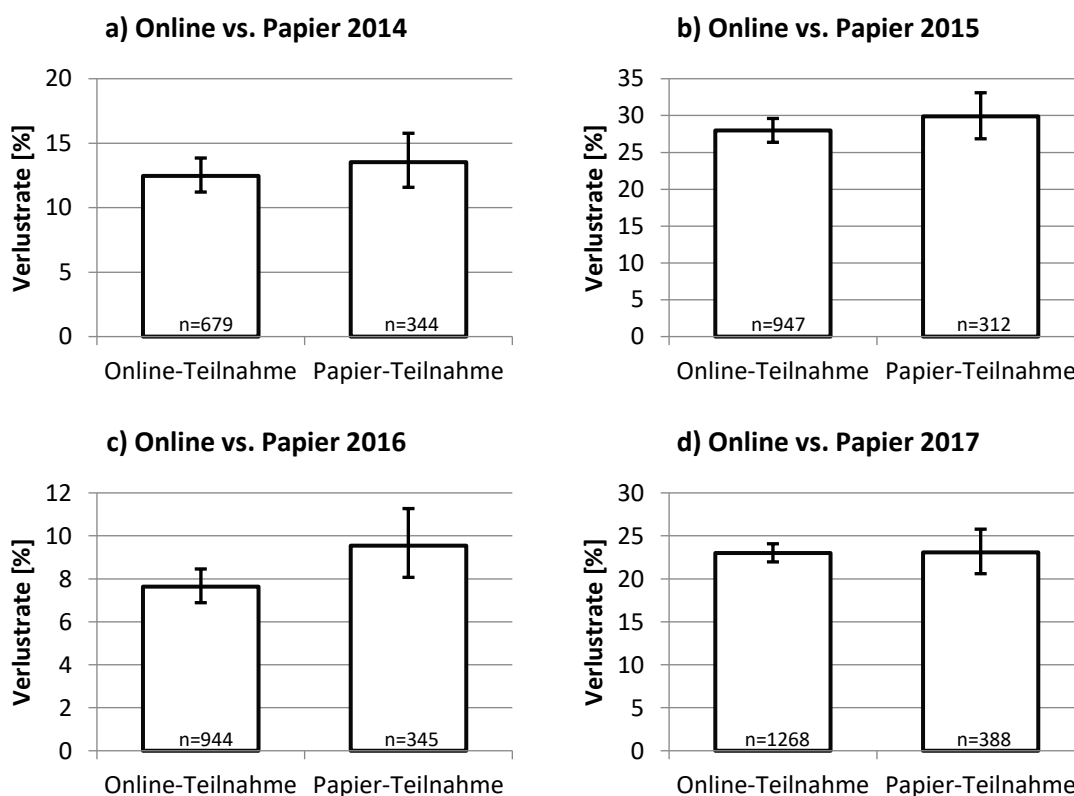 a) Online vs. Papier 2014
Verlustrate [%]
20
15
10
5
0
n=679
n=344
Online-Teilnahme Papier-Teilnahme
b) Online vs. Papier 2015
Verlustrate [%]
35
30
25
20
15
10
5
0
n=947
n=312
Online-Teilnahme Papier-Teilnahme
c) Online vs. Papier 2016
Verlustrate [%]
12
10
8
6
4
2
0
n=944
n=345
Online-Teilnahme Papier-Teilnahme
d) Online vs. Papier 2017
Verlustrate [%]
30
25
20
15
10
5
0
n=1268
n=388
Online-Teilnahme Papier-Teilnahme